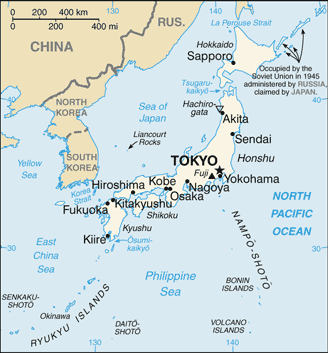 0 200 400 km
0 200 400 mi
130
140
RUS.
La Perouse Strait
CHINA
Hokkaido
Sapporo
Occupied by the
Soviet Union in 1945
administered by RUSSIA,
claimed by JAPAN.
Tsugaru-
kaikyō
40
NORTH
KOREA
Sea of
Japan
Hachiro-
gata
Akita
Liancourt
Rocks
Sendai
SOUTH
KOREA
Honshu
Yellow
Sea
TOKYO
Fuji
Yokohama
Korea
Strait
Hiroshima
Kobe
Nagoya
Osaka
Kitakyushu
Fukuoka
Shikoku
NORTH
PACIFIC
OCEAN
Kyushu
Kiire
Ōsumi-
kaikyō
30
30
East
China
Sea
NAMPŌ-SHOTŌ
Philippine
Sea
BONIN
ISLANDS
SENKAKU-
SHOTŌ
Okinawa
RYUKYU ISLANDS
DAITŌ-
SHOTŌ
VOLCANO
ISLANDS
130
140